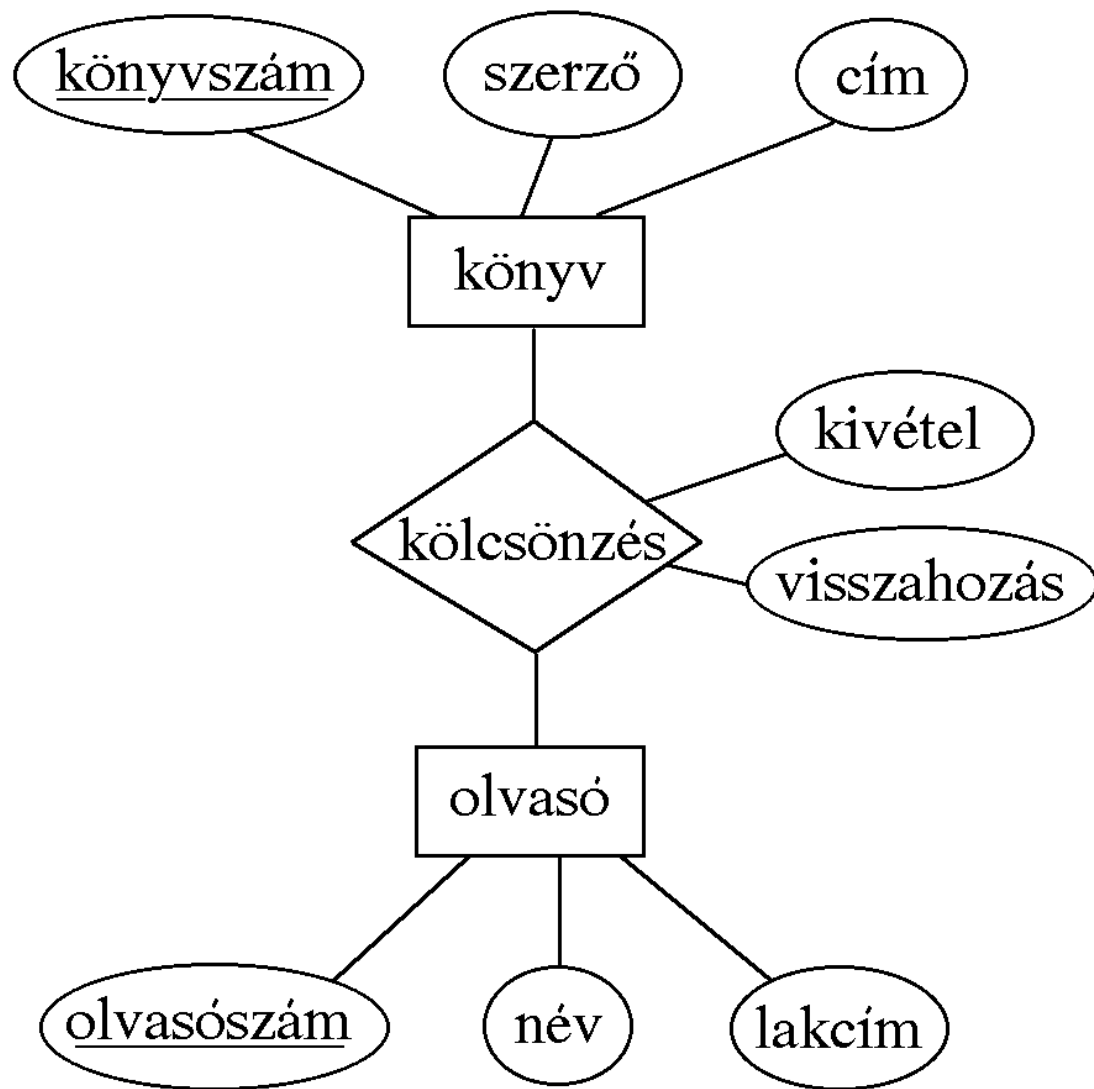 könyvszám
szerző
cím
könyv
kivétel
kölcsönzés
visszahozás
olvasó
olvasószám
név
lakcím